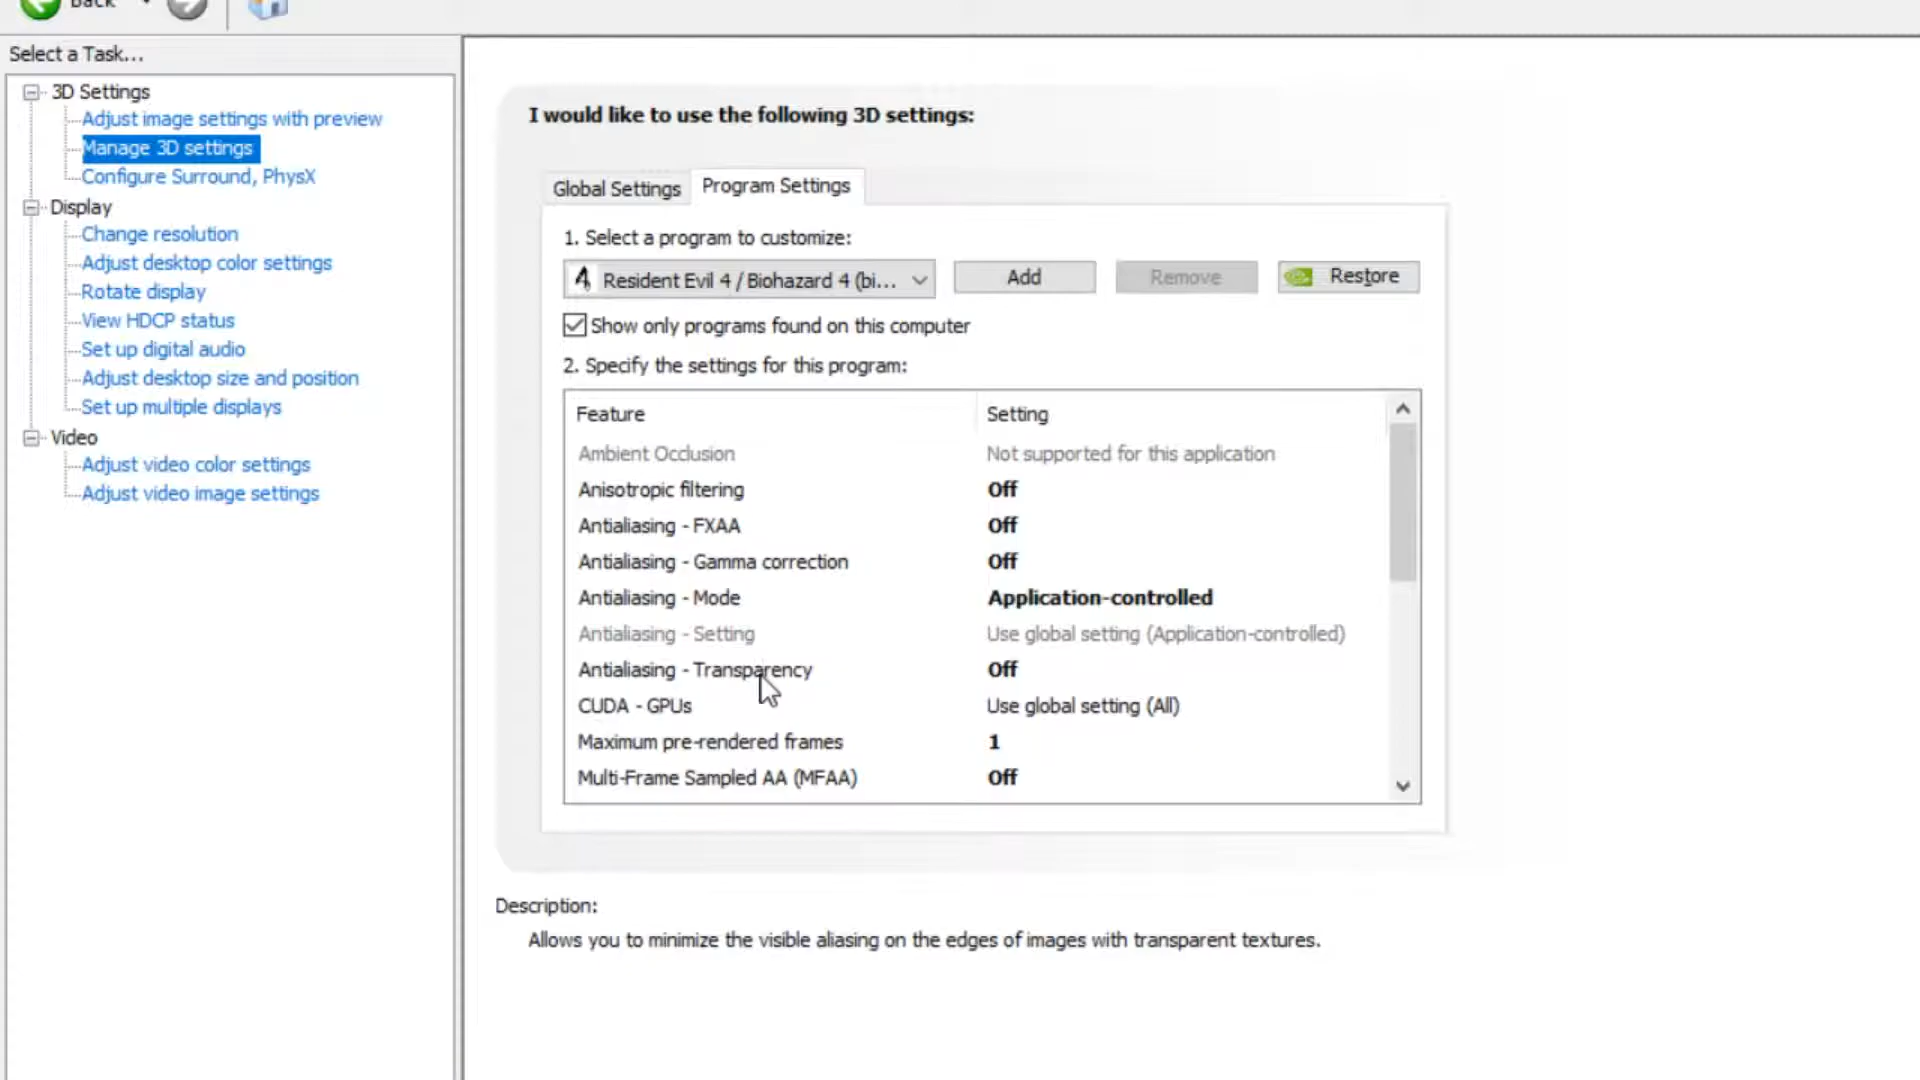 Back
Select a Task...
3D Settings
Adjust image settings with preview
Manage 3D settings
Configure Surround, PhysX
Display
Change resolution
Adjust desktop color settings
Rotate display
View HDCP status
Set up digital audio
Adjust desktop size and position
Set up multiple displays
Video
Adjust video color settings
Adjust video image settings
I would like to use the following 3D settings:
Global Settings Program Settings
1. Select a program to customize:
Resident Evil 4 / Biohazard 4 (bi... Add Remove Restore
Show only programs found on this computer
2. Specify the settings for this program:
Feature Setting
Ambient Occlusion Not supported for this application
Anisotropic filtering Off
Antialiasing - FXAA Off
Antialiasing - Gamma correction Off
Antialiasing - Mode Application-controlled
Antialiasing - Setting Use global setting (Application-controlled)
Antialiasing - Transparency Off
CUDA - GPUs Use global setting (All)
Maximum pre-rendered frames 1
Multi-Frame Sampled AA (MFAA) Off
Description:
Allows you to minimize the visible aliasing on the edges of images with transparent textures.